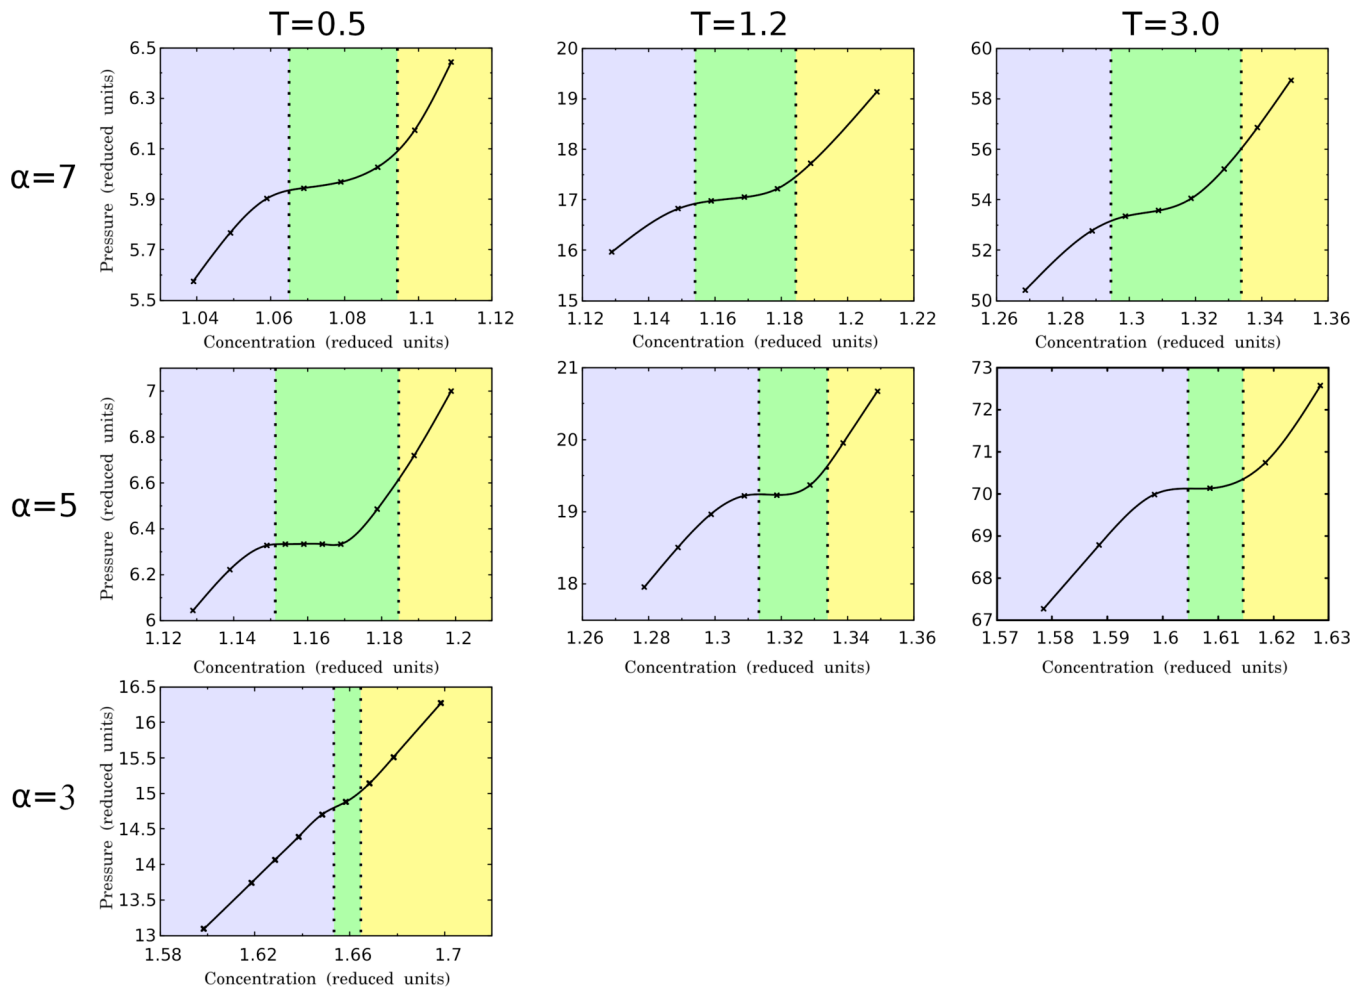 T=0.5 T=1.2 T=3.0
α=7
Pressure (reduced units)
6.5
6.3
6.1
5.9
5.7
5.5
1.04 1.06 1.08 1.1 1.12
Concentration (reduced units)
20
19
18
17
16
15
1.12 1.14 1.16 1.18 1.2 1.22
Concentration (reduced units)
60
58
56
54
52
50
1.26 1.28 1.3 1.32 1.34 1.36
Concentration (reduced units)
α=5
Pressure (reduced units)
7
6.8
6.6
6.4
6.2
6
1.12 1.14 1.16 1.18 1.2
Concentration (reduced units)
21
20
19
18
1.26 1.28 1.3 1.32 1.34 1.36
Concentration (reduced units)
73
72
71
70
69
68
67
1.57 1.58 1.59 1.6 1.61 1.62 1.63
Concentration (reduced units)
α=3
Pressure (reduced units)
16.5
16
15.5
15
14.5
14
13.5
13
1.58 1.62 1.66 1.7
Concentration (reduced units)